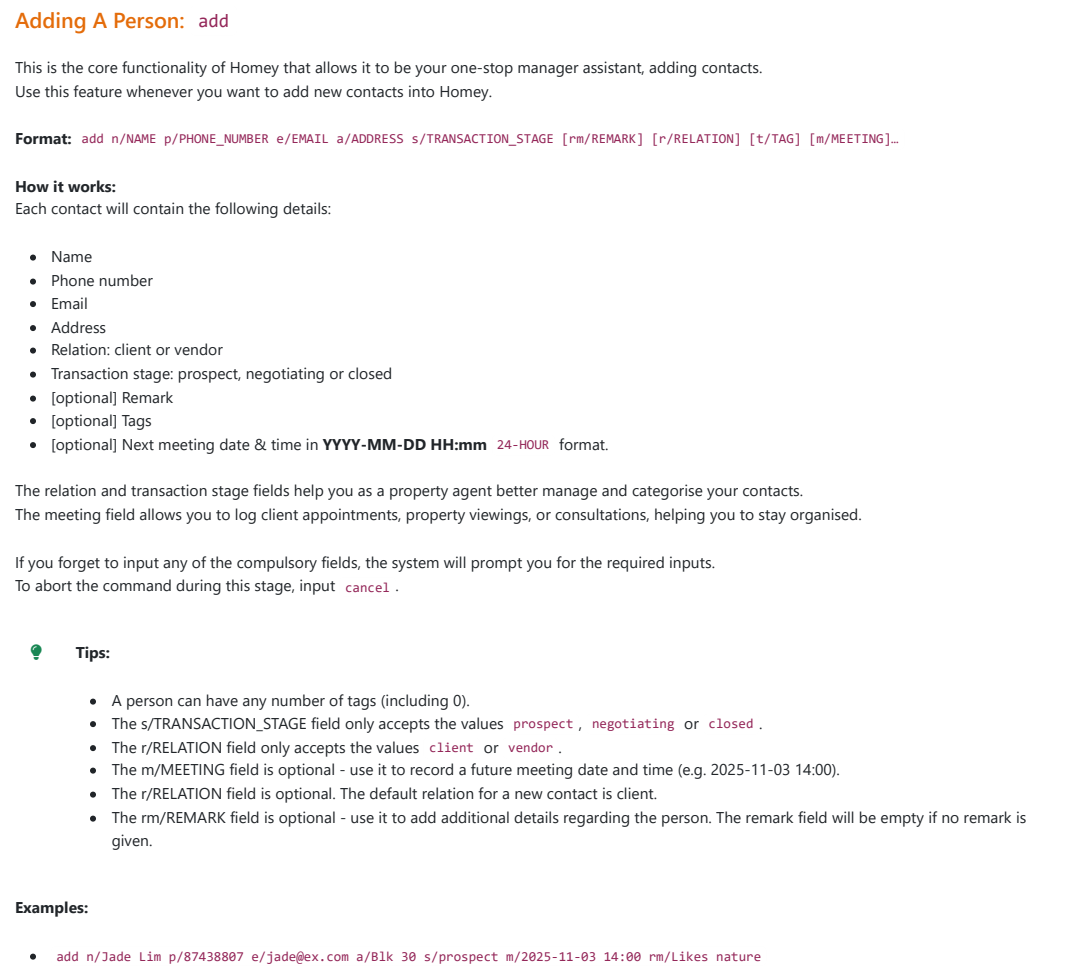 Adding A Person: add
This is the core functionality of Homey that allows it to be your one-stop manager assistant, adding contacts.
Use this feature whenever you want to add new contacts into Homey.
Format: add n/NAME p/PHONE_NUMBER e/EMAIL a/ADDRESS s/TRANSACTION_STAGE [rm/REMARK] [r/RELATION] [t/TAG] [m/MEETING]…
How it works:
Each contact will contain the following details:
• Name
• Phone number
• Email
• Address
• Relation: client or vendor
• Transaction stage: prospect, negotiating or closed
• [optional] Remark
• [optional] Tags
• [optional] Next meeting date & time in YYYY-MM-DD HH:mm 24-HOUR format.
The relation and transaction stage fields help you as a property agent better manage and categorise your contacts.
The meeting field allows you to log client appointments, property viewings, or consultations, helping you to stay organised.
If you forget to input any of the compulsory fields, the system will prompt you for the required inputs.
To abort the command during this stage, input cancel .
Tips:
• A person can have any number of tags (including 0).
• The s/TRANSACTION_STAGE field only accepts the values prospect , negotiating or closed .
• The r/RELATION field only accepts the values client or vendor .
• The m/MEETING field is optional - use it to record a future meeting date and time (e.g. 2025-11-03 14:00).
• The r/RELATION field is optional. The default relation for a new contact is client.
• The rm/REMARK field is optional - use it to add additional details regarding the person. The remark field will be empty if no remark is
given.
Examples:
• add n/Jade Lim p/87438807 e/jade@ex.com a/Blk 30 s/prospect m/2025-11-03 14:00 rm/Likes nature